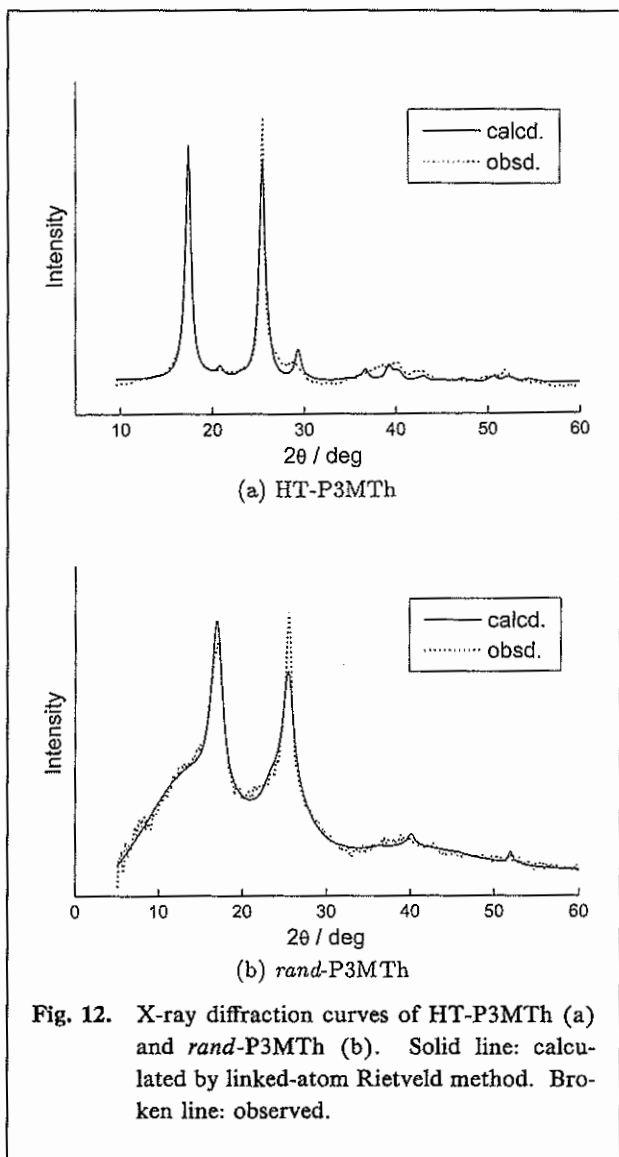 calcd.
obsd.
Intensity
10 20 30 40 50 60
2θ / deg
(a) HT-P3MTh
calcd.
obsd.
Intensity
0 10 20 30 40 50 60
2θ / deg
(b) rand-P3MTh
Fig. 12. X-ray diffraction curves of HT-P3MTh (a)
and rand-P3MTh (b). Solid line: calcu-
lated by linked-atom Rietveld method. Bro-
ken line: observed.